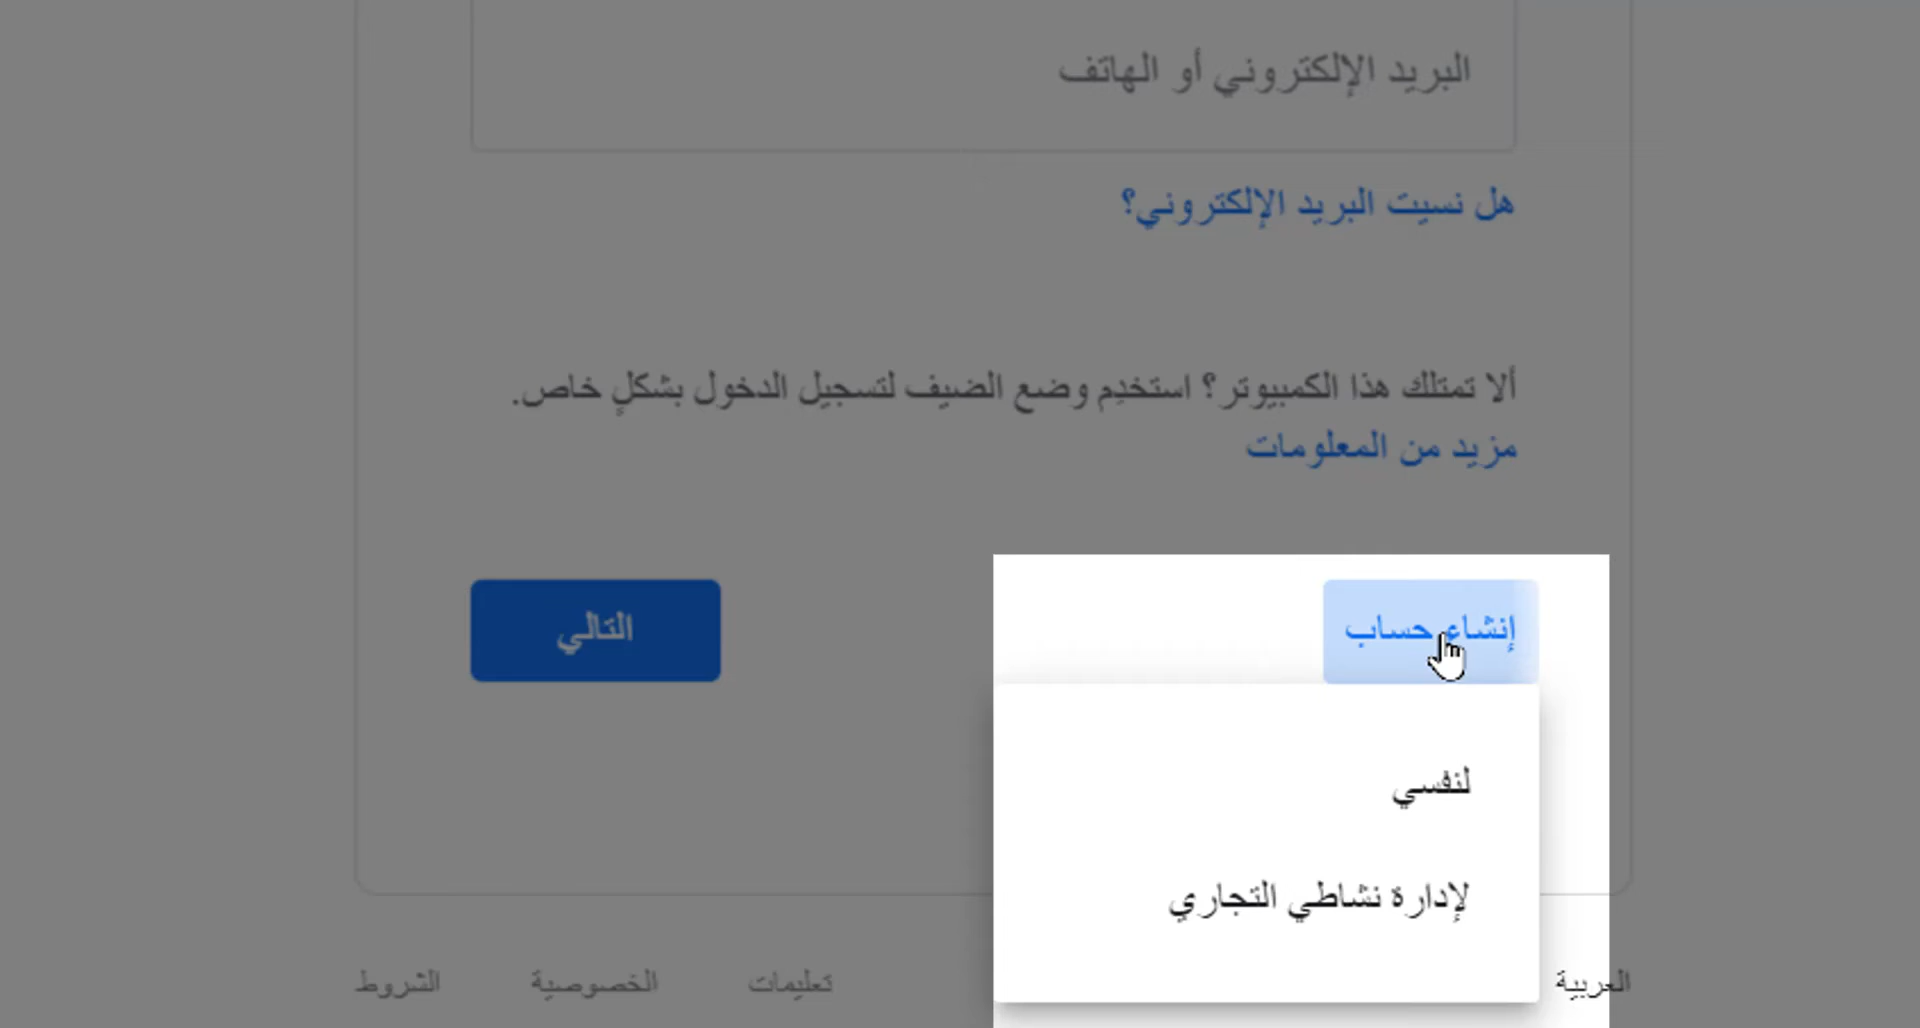 البريد الإلكتروني أو الهاتف
هل نسيت البريد الإلكتروني؟
ألا تمتلك هذا الكمبيوتر؟ استخدِم وضع الضيف لتسجيل الدخول بشكلٍ خاص.
مزيد من المعلومات
إنشاء حساب
التالي
لنفسي
لإدارة نشاطي التجاري
العربية
تعليمات
الخصوصية
الشروط